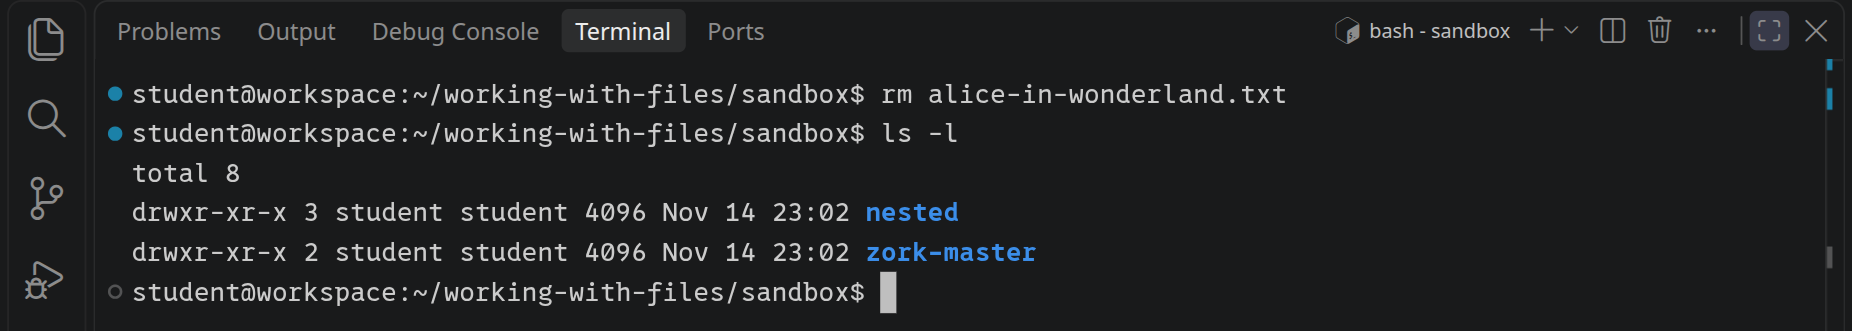 Problems Output Debug Console Terminal Ports bash - sandbox
student@workspace:~/working-with-files/sandbox$ rm alice-in-wonderland.txt
student@workspace:~/working-with-files/sandbox$ ls -l
total 8
drwxr-xr-x 3 student student 4096 Nov 14 23:02 nested
drwxr-xr-x 2 student student 4096 Nov 14 23:02 zork-master
student@workspace:~/working-with-files/sandbox$